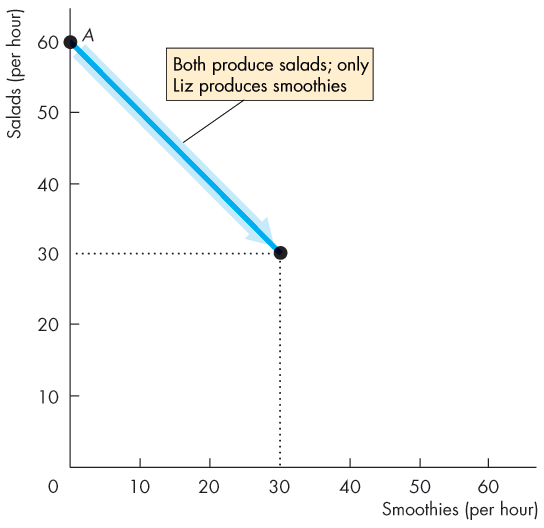 Salads (per hour)
60
A
Both produce salads; only
Liz produces smoothies
50
40
30
20
10
0 10 20 30 40 50 60
Smoothies (per hour)